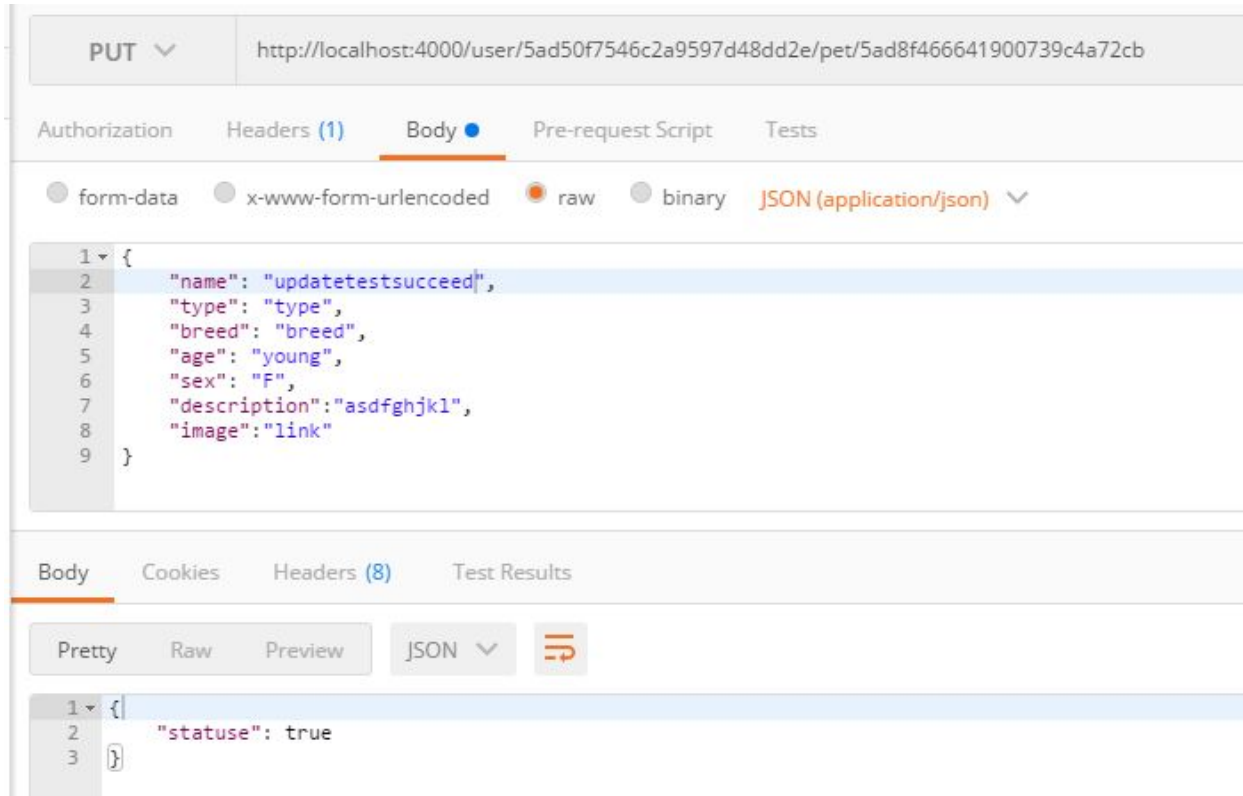 PUT http://localhost:4000/user/5ad50f7546c2a9597d48dd2e/pet/5ad8f466641900739c4a72cb
Authorization Headers (1) Body Pre-request Script Tests
form-data x-www-form-urlencoded raw binary JSON (application/json)
1 {
2 "name": "updatetestsucceed",
3 "type": "type",
4 "breed": "breed",
5 "age": "young",
6 "sex": "F",
7 "description":"asdfghjkl",
8 "image":"link"
9 }
Body Cookies Headers (8) Test Results
Pretty Raw Preview JSON
1 {
2 "statuse": true
3 }